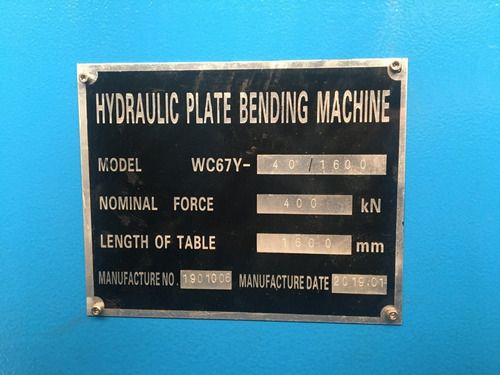 HYDRAULIC PLATE BENDING MACHINE
MODEL WC67Y- 40/1600
NOMINAL FORCE 400 kN
LENGTH OF TABLE 1600 mm
MANUFACTURE NO. 1901006 MANUFACTURE DATE 2019.01